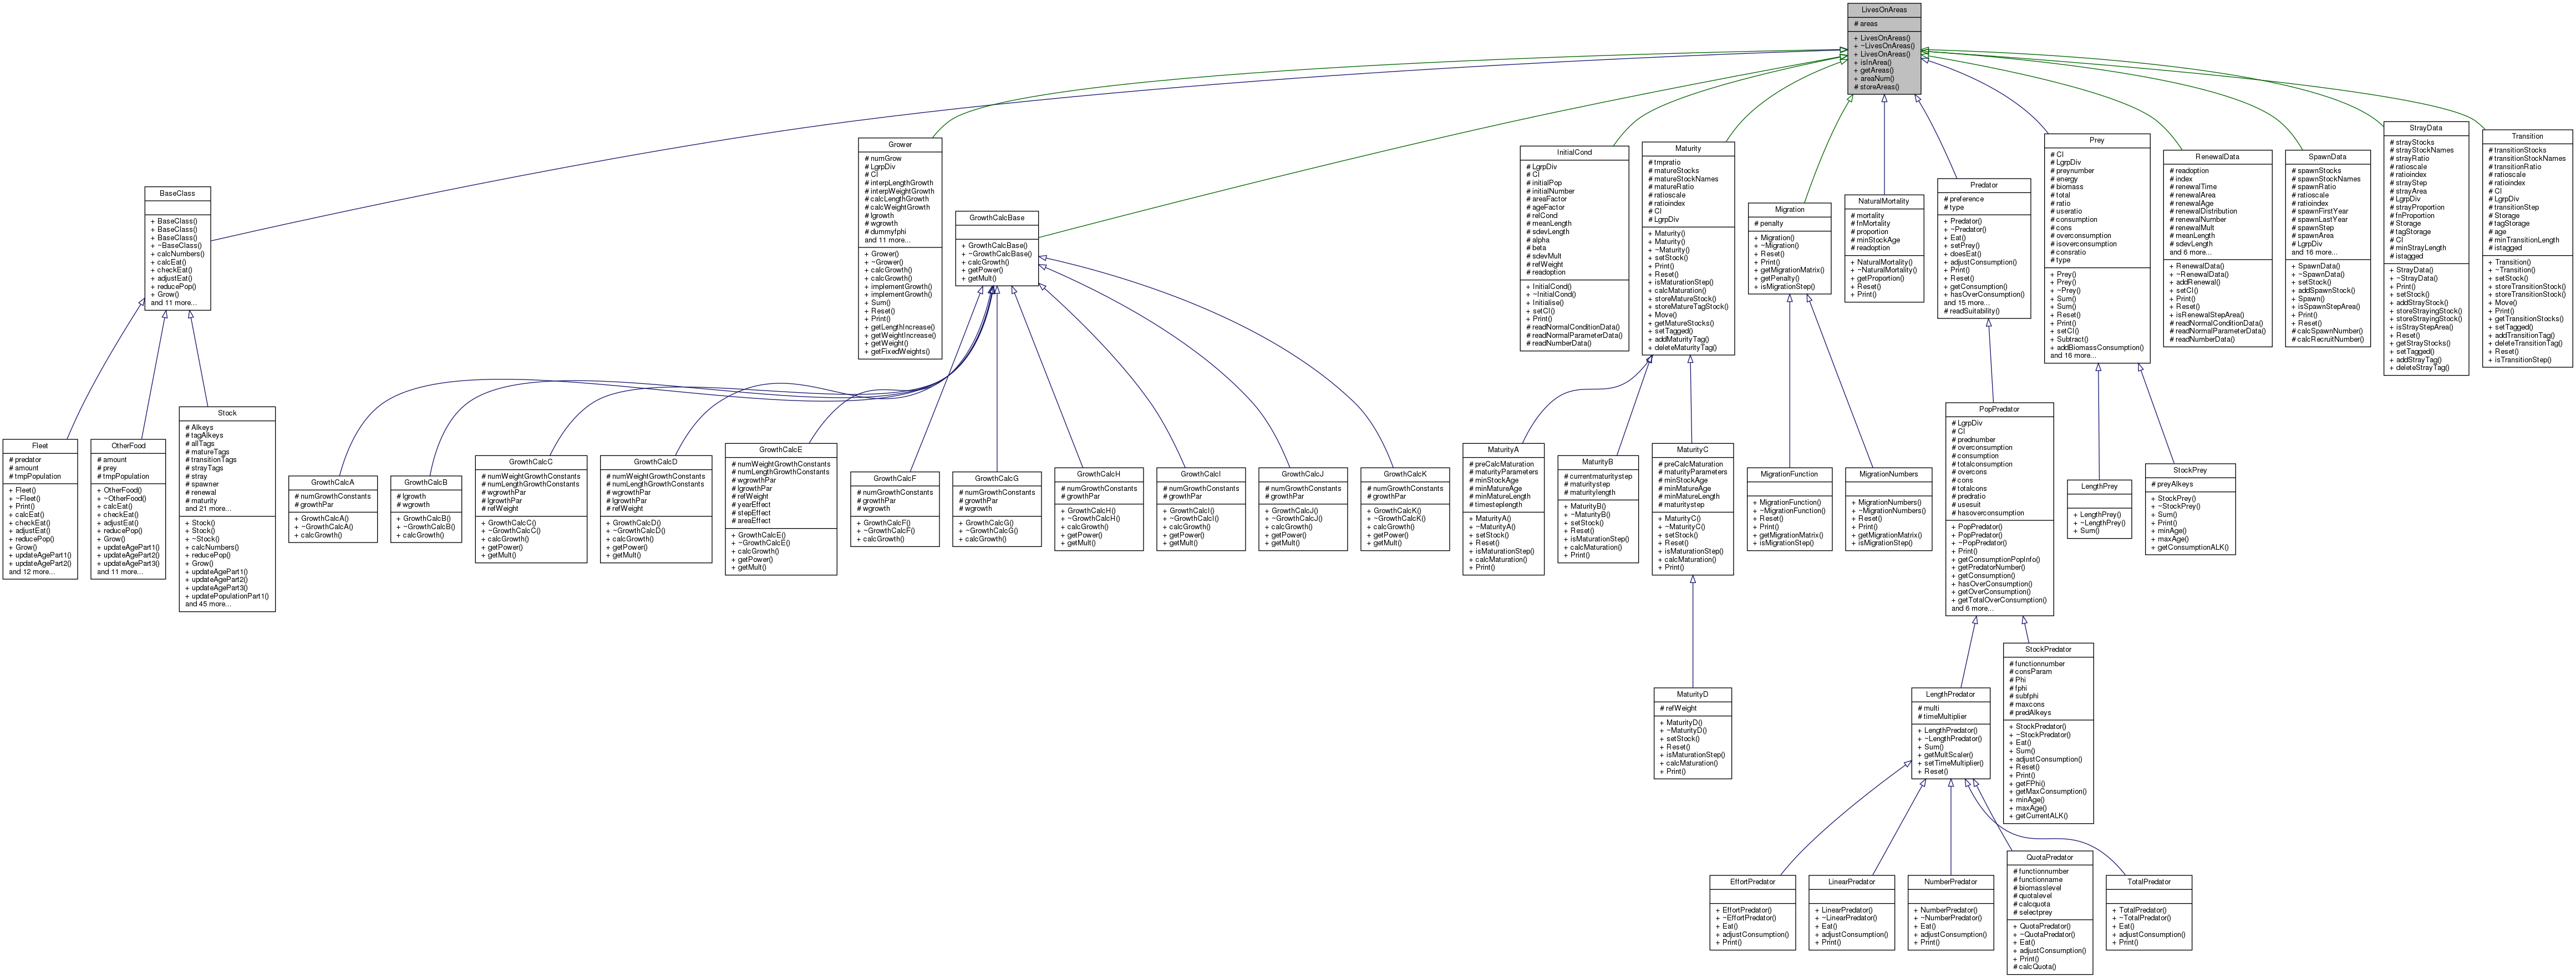 LivesOnAreas
# areas
+ LivesOnAreas()
+ ~LivesOnAreas()
+ LivesOnAreas()
+ isInArea()
+ getAreas()
+ areaNum()
# storeAreas()
BaseClass
+ BaseClass()
+ BaseClass()
+ BaseClass()
+ ~BaseClass()
+ calcNumbers()
+ calcEat()
+ checkEat()
+ adjustEat()
+ reducePop()
+ Grow()
and 11 more...
Grower
# numGrow
# LgrpDiv
# CI
# interpLengthGrowth
# interpWeightGrowth
# calcLengthGrowth
# calcWeightGrowth
# lgrowth
# wgrowth
# dummyfphi
and 11 more...
+ Grower()
+ ~Grower()
+ calcGrowth()
+ calcGrowth()
+ implementGrowth()
+ implementGrowth()
+ Sum()
+ Reset()
+ Print()
+ getLengthIncrease()
+ getWeightIncrease()
+ getWeight()
+ getFixedWeights()
GrowthCalcBase
+ GrowthCalcBase()
+ ~GrowthCalcBase()
+ calcGrowth()
+ getPower()
+ getMult()
InitialCond
# LgrpDiv
# CI
# initialPop
# initialNumber
# areaFactor
# ageFactor
# relCond
# meanLength
# sdevLength
# alpha
# beta
# sdevMult
# refWeight
# readoption
+ InitialCond()
+ ~InitialCond()
+ Initialise()
+ setCI()
+ Print()
# readNormalConditionData()
# readNormalParameterData()
# readNumberData()
Maturity
# tmpratio
# matureStocks
# matureStockNames
# matureRatio
# ratioscale
# ratioindex
# CI
# LgrpDiv
+ Maturity()
+ Maturity()
+ ~Maturity()
+ setStock()
+ Print()
+ Reset()
+ isMaturationStep()
+ calcMaturation()
+ storeMatureStock()
+ storeMatureTagStock()
+ Move()
+ getMatureStocks()
+ setTagged()
+ addMaturityTag()
+ deleteMaturityTag()
Migration
# penalty
+ Migration()
+ ~Migration()
+ Reset()
+ Print()
+ getMigrationMatrix()
+ getPenalty()
+ isMigrationStep()
NaturalMortality
# mortality
# fnMortality
# proportion
# minStockAge
# readoption
+ NaturalMortality()
+ ~NaturalMortality()
+ getProportion()
+ Reset()
+ Print()
Predator
# preference
# type
+ Predator()
+ ~Predator()
+ Eat()
+ setPrey()
+ doesEat()
+ adjustConsumption()
+ Print()
+ Reset()
+ getConsumption()
+ hasOverConsumption()
and 15 more...
# readSuitability()
Prey
# CI
# LgrpDiv
# preynumber
# energy
# biomass
# total
# ratio
# useratio
# consumption
# cons
# overconsumption
# isoverconsumption
# consratio
# type
+ Prey()
+ Prey()
+ ~Prey()
+ Sum()
+ Sum()
+ Reset()
+ Print()
+ setCI()
+ Subtract()
+ addBiomassConsumption()
and 16 more...
RenewalData
# readoption
# index
# renewalTime
# renewalArea
# renewalAge
# renewalDistribution
# renewalNumber
# renewalMult
# meanLength
# sdevLength
and 6 more...
+ RenewalData()
+ ~RenewalData()
+ addRenewal()
+ setCI()
+ Print()
+ Reset()
+ isRenewalStepArea()
# readNormalConditionData()
# readNormalParameterData()
# readNumberData()
SpawnData
# spawnStocks
# spawnStockNames
# spawnRatio
# ratioscale
# ratioindex
# spawnFirstYear
# spawnLastYear
# spawnStep
# spawnArea
# LgrpDiv
and 16 more...
+ SpawnData()
+ ~SpawnData()
+ setStock()
+ addSpawnStock()
+ Spawn()
+ isSpawnStepArea()
+ Print()
+ Reset()
# calcSpawnNumber()
# calcRecruitNumber()
StrayData
# strayStocks
# strayStockNames
# strayRatio
# ratioscale
# ratioindex
# strayStep
# strayArea
# LgrpDiv
# strayProportion
# fnProportion
# Storage
# tagStorage
# CI
# minStrayLength
# istagged
+ StrayData()
+ ~StrayData()
+ Print()
+ setStock()
+ addStrayStock()
+ storeStrayingStock()
+ storeStrayingStock()
+ isStrayStepArea()
+ Reset()
+ getStrayStocks()
+ setTagged()
+ addStrayTag()
+ deleteStrayTag()
Transition
# transitionStocks
# transitionStockNames
# transitionRatio
# ratioscale
# ratioindex
# CI
# LgrpDiv
# transitionStep
# Storage
# tagStorage
# age
# minTransitionLength
# istagged
+ Transition()
+ ~Transition()
+ setStock()
+ storeTransitionStock()
+ storeTransitionStock()
+ Move()
+ Print()
+ getTransitionStocks()
+ setTagged()
+ addTransitionTag()
+ deleteTransitionTag()
+ Reset()
+ isTransitionStep()
Fleet
# predator
# amount
# tmpPopulation
+ Fleet()
+ ~Fleet()
+ Print()
+ calcEat()
+ checkEat()
+ adjustEat()
+ reducePop()
+ Grow()
+ updateAgePart1()
+ updateAgePart2()
and 12 more...
OtherFood
# amount
# prey
# tmpPopulation
+ OtherFood()
+ ~OtherFood()
+ calcEat()
+ checkEat()
+ adjustEat()
+ reducePop()
+ Grow()
+ updateAgePart1()
+ updateAgePart2()
+ updateAgePart3()
and 11 more...
Stock
# Alkeys
# tagAlkeys
# allTags
# matureTags
# transitionTags
# strayTags
# stray
# spawner
# renewal
# maturity
and 21 more...
+ Stock()
+ Stock()
+ ~Stock()
+ calcNumbers()
+ reducePop()
+ Grow()
+ updateAgePart1()
+ updateAgePart2()
+ updateAgePart3()
+ updatePopulationPart1()
and 45 more...
GrowthCalcA
# numGrowthConstants
# growthPar
+ GrowthCalcA()
+ ~GrowthCalcA()
+ calcGrowth()
GrowthCalcB
# lgrowth
# wgrowth
+ GrowthCalcB()
+ ~GrowthCalcB()
+ calcGrowth()
GrowthCalcC
# numWeightGrowthConstants
# numLengthGrowthConstants
# wgrowthPar
# lgrowthPar
# refWeight
+ GrowthCalcC()
+ ~GrowthCalcC()
+ calcGrowth()
+ getPower()
+ getMult()
GrowthCalcD
# numWeightGrowthConstants
# numLengthGrowthConstants
# wgrowthPar
# lgrowthPar
# refWeight
+ GrowthCalcD()
+ ~GrowthCalcD()
+ calcGrowth()
+ getPower()
+ getMult()
GrowthCalcE
# numWeightGrowthConstants
# numLengthGrowthConstants
# wgrowthPar
# lgrowthPar
# refWeight
# yearEffect
# stepEffect
# areaEffect
+ GrowthCalcE()
+ ~GrowthCalcE()
+ calcGrowth()
+ getPower()
+ getMult()
GrowthCalcF
# numGrowthConstants
# growthPar
# wgrowth
+ GrowthCalcF()
+ ~GrowthCalcF()
+ calcGrowth()
GrowthCalcG
# numGrowthConstants
# growthPar
# wgrowth
+ GrowthCalcG()
+ ~GrowthCalcG()
+ calcGrowth()
GrowthCalcH
# numGrowthConstants
# growthPar
+ GrowthCalcH()
+ ~GrowthCalcH()
+ calcGrowth()
+ getPower()
+ getMult()
GrowthCalcI
# numGrowthConstants
# growthPar
+ GrowthCalcI()
+ ~GrowthCalcI()
+ calcGrowth()
+ getPower()
+ getMult()
GrowthCalcJ
# numGrowthConstants
# growthPar
+ GrowthCalcJ()
+ ~GrowthCalcJ()
+ calcGrowth()
+ getPower()
+ getMult()
GrowthCalcK
# numGrowthConstants
# growthPar
+ GrowthCalcK()
+ ~GrowthCalcK()
+ calcGrowth()
+ getPower()
+ getMult()
MaturityA
# preCalcMaturation
# maturityParameters
# minStockAge
# minMatureAge
# minMatureLength
# timesteplength
+ MaturityA()
+ ~MaturityA()
+ setStock()
+ Reset()
+ isMaturationStep()
+ calcMaturation()
+ Print()
MaturityB
# currentmaturitystep
# maturitystep
# maturitylength
+ MaturityB()
+ ~MaturityB()
+ setStock()
+ Reset()
+ isMaturationStep()
+ calcMaturation()
+ Print()
MaturityC
# preCalcMaturation
# maturityParameters
# minStockAge
# minMatureAge
# minMatureLength
# maturitystep
+ MaturityC()
+ ~MaturityC()
+ setStock()
+ Reset()
+ isMaturationStep()
+ calcMaturation()
+ Print()
MigrationFunction
+ MigrationFunction()
+ ~MigrationFunction()
+ Reset()
+ Print()
+ getMigrationMatrix()
+ isMigrationStep()
MigrationNumbers
+ MigrationNumbers()
+ ~MigrationNumbers()
+ Reset()
+ Print()
+ getMigrationMatrix()
+ isMigrationStep()
PopPredator
# LgrpDiv
# CI
# prednumber
# overconsumption
# consumption
# totalconsumption
# overcons
# cons
# totalcons
# predratio
# usesuit
# hasoverconsumption
+ PopPredator()
+ PopPredator()
+ ~PopPredator()
+ Print()
+ getConsumptionPopInfo()
+ getPredatorNumber()
+ getConsumption()
+ hasOverConsumption()
+ getOverConsumption()
+ getTotalOverConsumption()
and 6 more...
LengthPrey
+ LengthPrey()
+ ~LengthPrey()
+ Sum()
StockPrey
# preyAlkeys
+ StockPrey()
+ ~StockPrey()
+ Sum()
+ Print()
+ minAge()
+ maxAge()
+ getConsumptionALK()
MaturityD
# refWeight
+ MaturityD()
+ ~MaturityD()
+ setStock()
+ Reset()
+ isMaturationStep()
+ calcMaturation()
+ Print()
LengthPredator
# multi
# timeMultiplier
+ LengthPredator()
+ ~LengthPredator()
+ Sum()
+ getMultScaler()
+ setTimeMultiplier()
+ Reset()
StockPredator
# functionnumber
# consParam
# Phi
# fphi
# subfphi
# maxcons
# predAlkeys
+ StockPredator()
+ ~StockPredator()
+ Eat()
+ Sum()
+ adjustConsumption()
+ Reset()
+ Print()
+ getFPhi()
+ getMaxConsumption()
+ minAge()
+ maxAge()
+ getCurrentALK()
EffortPredator
+ EffortPredator()
+ ~EffortPredator()
+ Eat()
+ adjustConsumption()
+ Print()
LinearPredator
+ LinearPredator()
+ ~LinearPredator()
+ Eat()
+ adjustConsumption()
+ Print()
NumberPredator
+ NumberPredator()
+ ~NumberPredator()
+ Eat()
+ adjustConsumption()
+ Print()
QuotaPredator
# functionnumber
# functionname
# biomasslevel
# quotalevel
# calcquota
# selectprey
+ QuotaPredator()
+ ~QuotaPredator()
+ Eat()
+ adjustConsumption()
+ Print()
# calcQuota()
TotalPredator
+ TotalPredator()
+ ~TotalPredator()
+ Eat()
+ adjustConsumption()
+ Print()